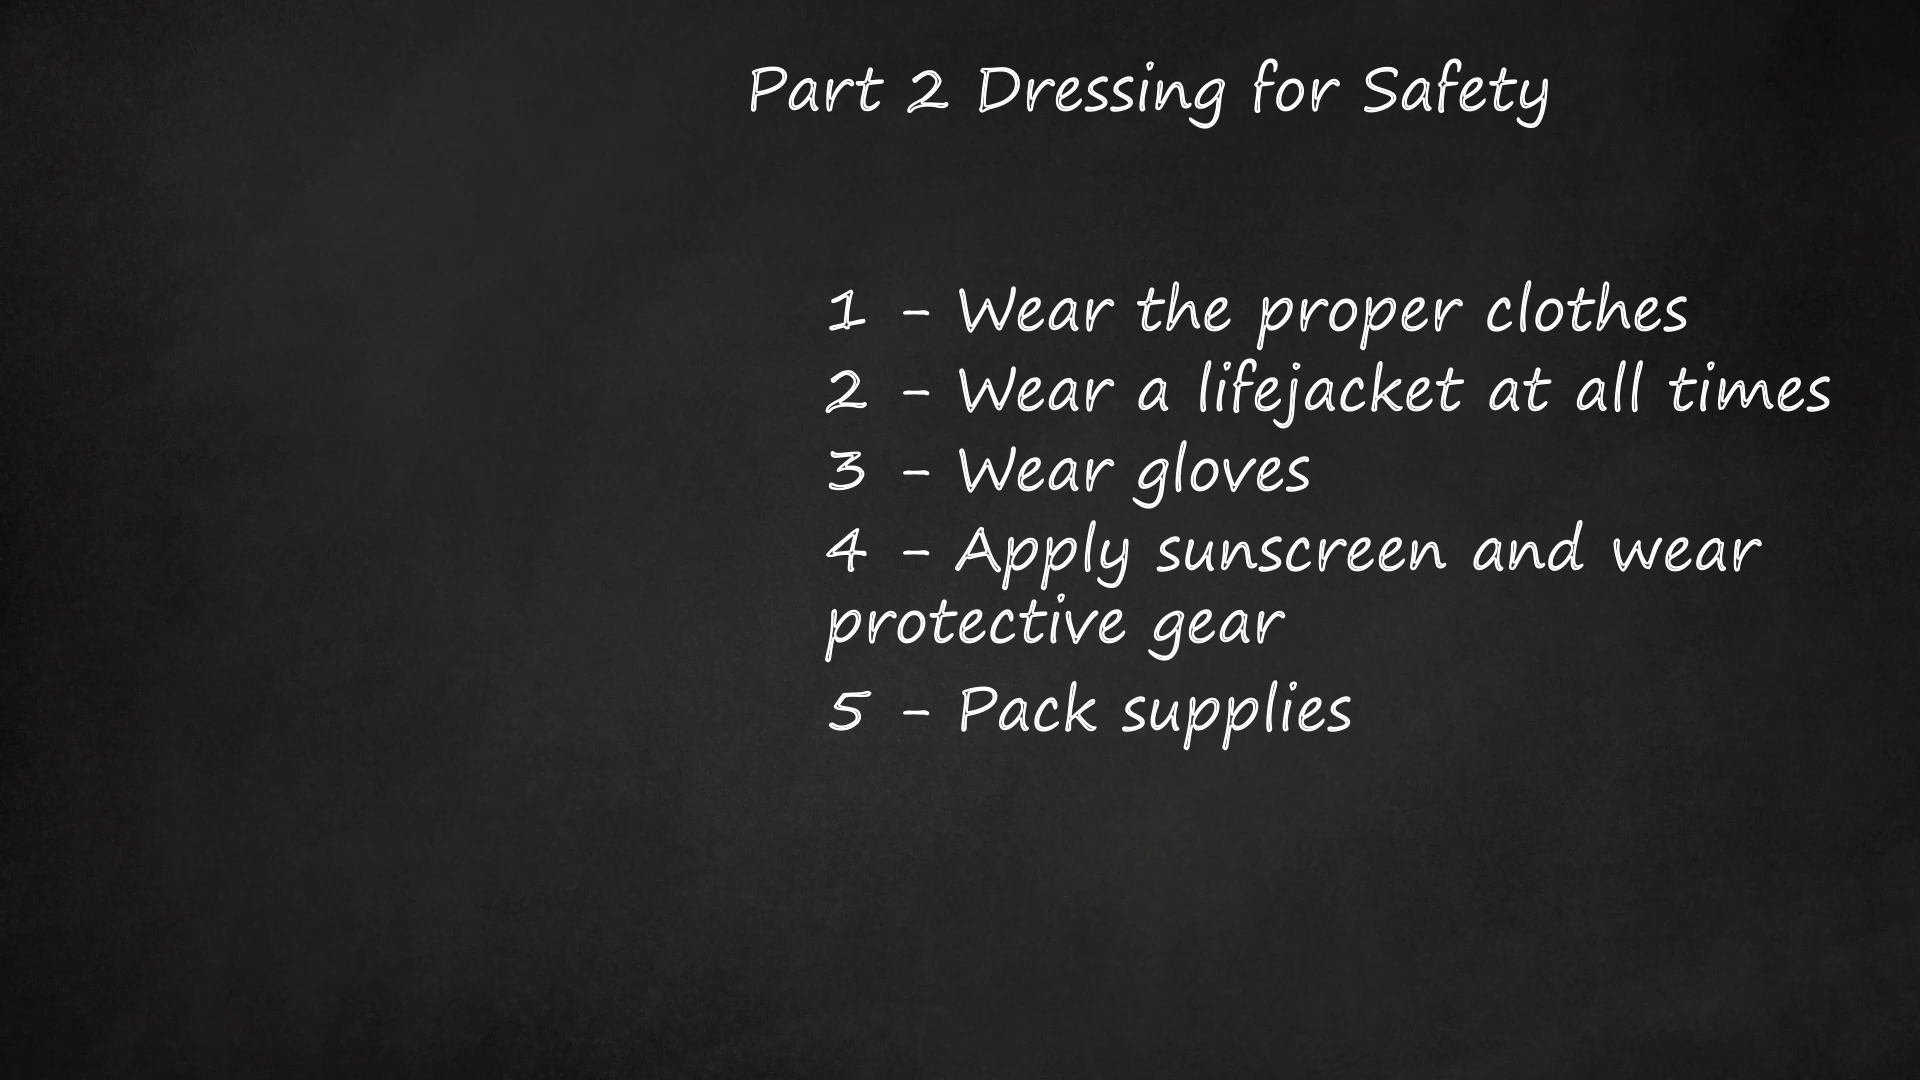 Part 2 Dressing for Safety
1 - Wear the proper clothes
2 - Wear a lifejacket at all times
3 - Wear gloves
4 - Apply sunscreen and wear
protective gear
5 - Pack supplies